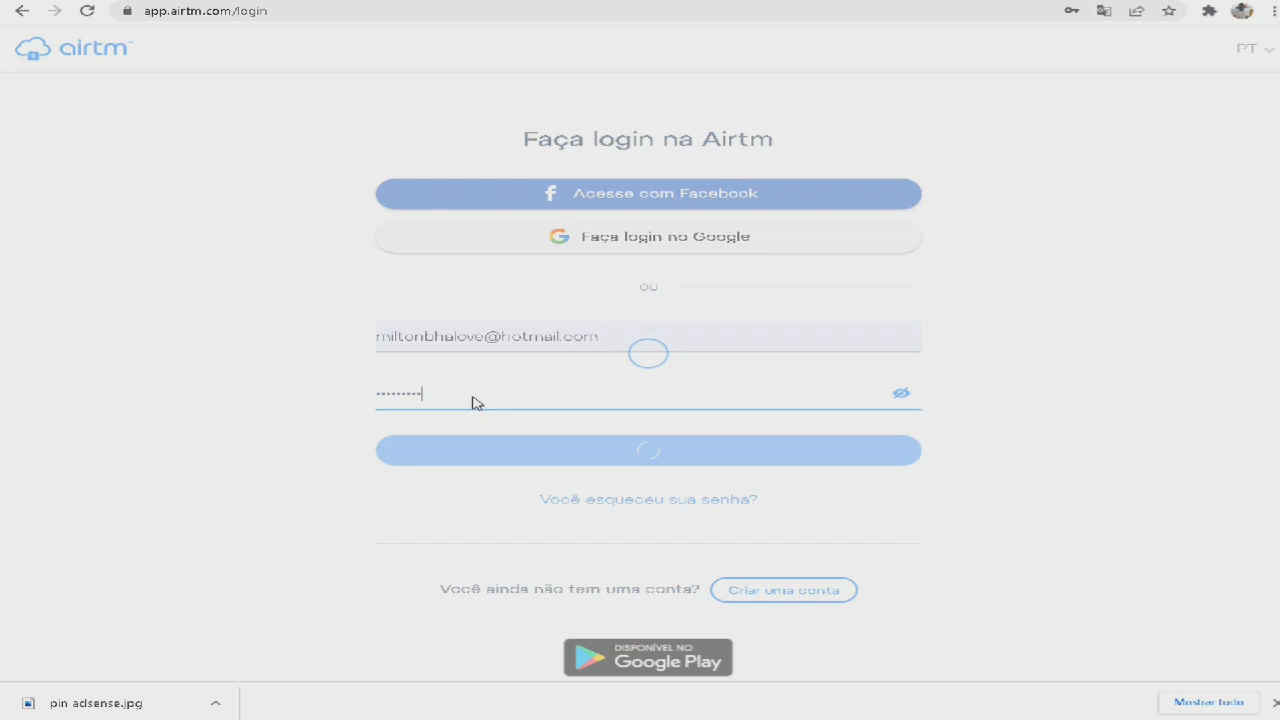 app.airtm.com/login
airtm
PT
Faça login na Airtm
Acesse com Facebook
Faça login no Google
ou
miltonbhalove@hotmail.com
Você esqueceu sua senha?
Você ainda não tem uma conta? Criar uma conta
DISPONÍVEL NO
Google Play
pin adsense.jpg
Mostrar tudo